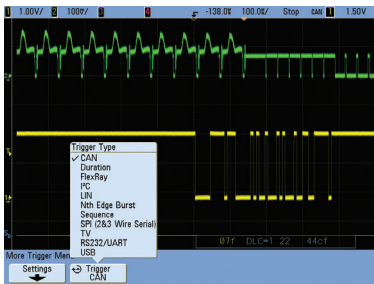 1 1.00V/ 2 100▽/ 3 4 -138.0▽ 100.0▽/ Stop CAN 1 1.50V
Trigger Type
✓ CAN
Duration
FlexRay
I²C
LIN
Nth Edge Burst
Sequence
SPI (2&3 Wire Serial)
TV
RS232/UART
USB
07f DLC=1 22 44cf
More Trigger Men
Settings
Trigger
CAN